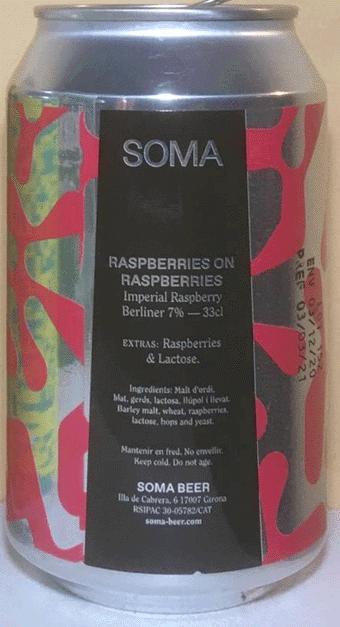 SOMA
RASPBERRIES ON
RASPBERRIES
Imperial Raspberry
Berliner 7% — 33cl
EXTRAS: Raspberries
& Lactose.
Ingredients: Malt d'ordi,
blat, gerds, lactosa, llúpol i llevat.
Barley malt, wheat, raspberries,
lactose, hops and yeast.
Mantenir en fred. No envellir.
Keep cold. Do not age.
SOMA BEER
Illa de Cabrera, 6 17007 Girona
RSIPAC 30-05782/CAT
soma-beer.com
ENV 03/12/20
PREF 03/03/21